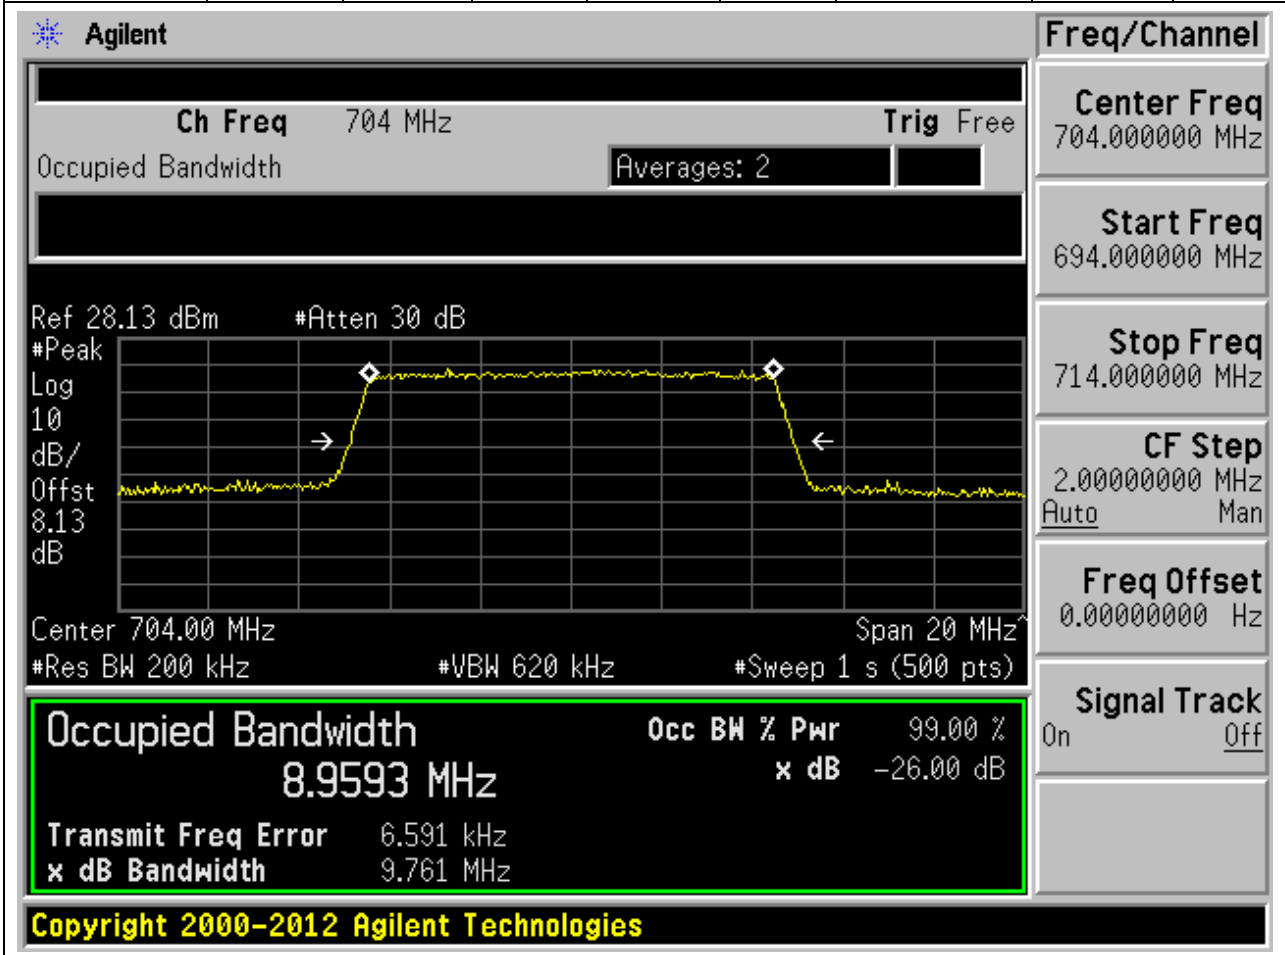 Agilent
Freq/Channel
Ch Freq 704 MHz Trig Free
Occupied Bandwidth Averages: 2
Ref 28.13 dBm #Atten 30 dB
#Peak
Log
10
dB/
Offst
8.13
dB
Center 704.00 MHz Span 20 MHz^
#Res BW 200 kHz #VBW 620 kHz #Sweep 1 s (500 pts)
Occupied Bandwidth Occ BW % Pwr 99.00 %
8.9593 MHz x dB -26.00 dB
Transmit Freq Error 6.591 kHz
x dB Bandwidth 9.761 MHz
Center Freq
704.000000 MHz
Start Freq
694.000000 MHz
Stop Freq
714.000000 MHz
CF Step
2.00000000 MHz
Auto Man
Freq Offset
0.00000000 Hz
Signal Track
On Off
Copyright 2000-2012 Agilent Technologies